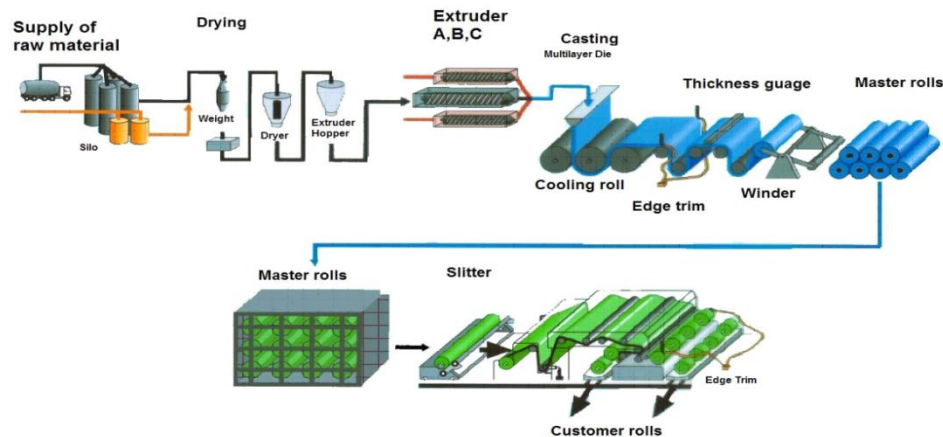 Supply of
raw material
Drying
Extruder
A,B,C
Casting
Multilayer Die
Thickness guage
Master rolls
Weight
Silo
Dryer
Extruder
Hopper
Cooling roll
Edge trim
Winder
Master rolls
Slitter
Edge Trim
Customer rolls